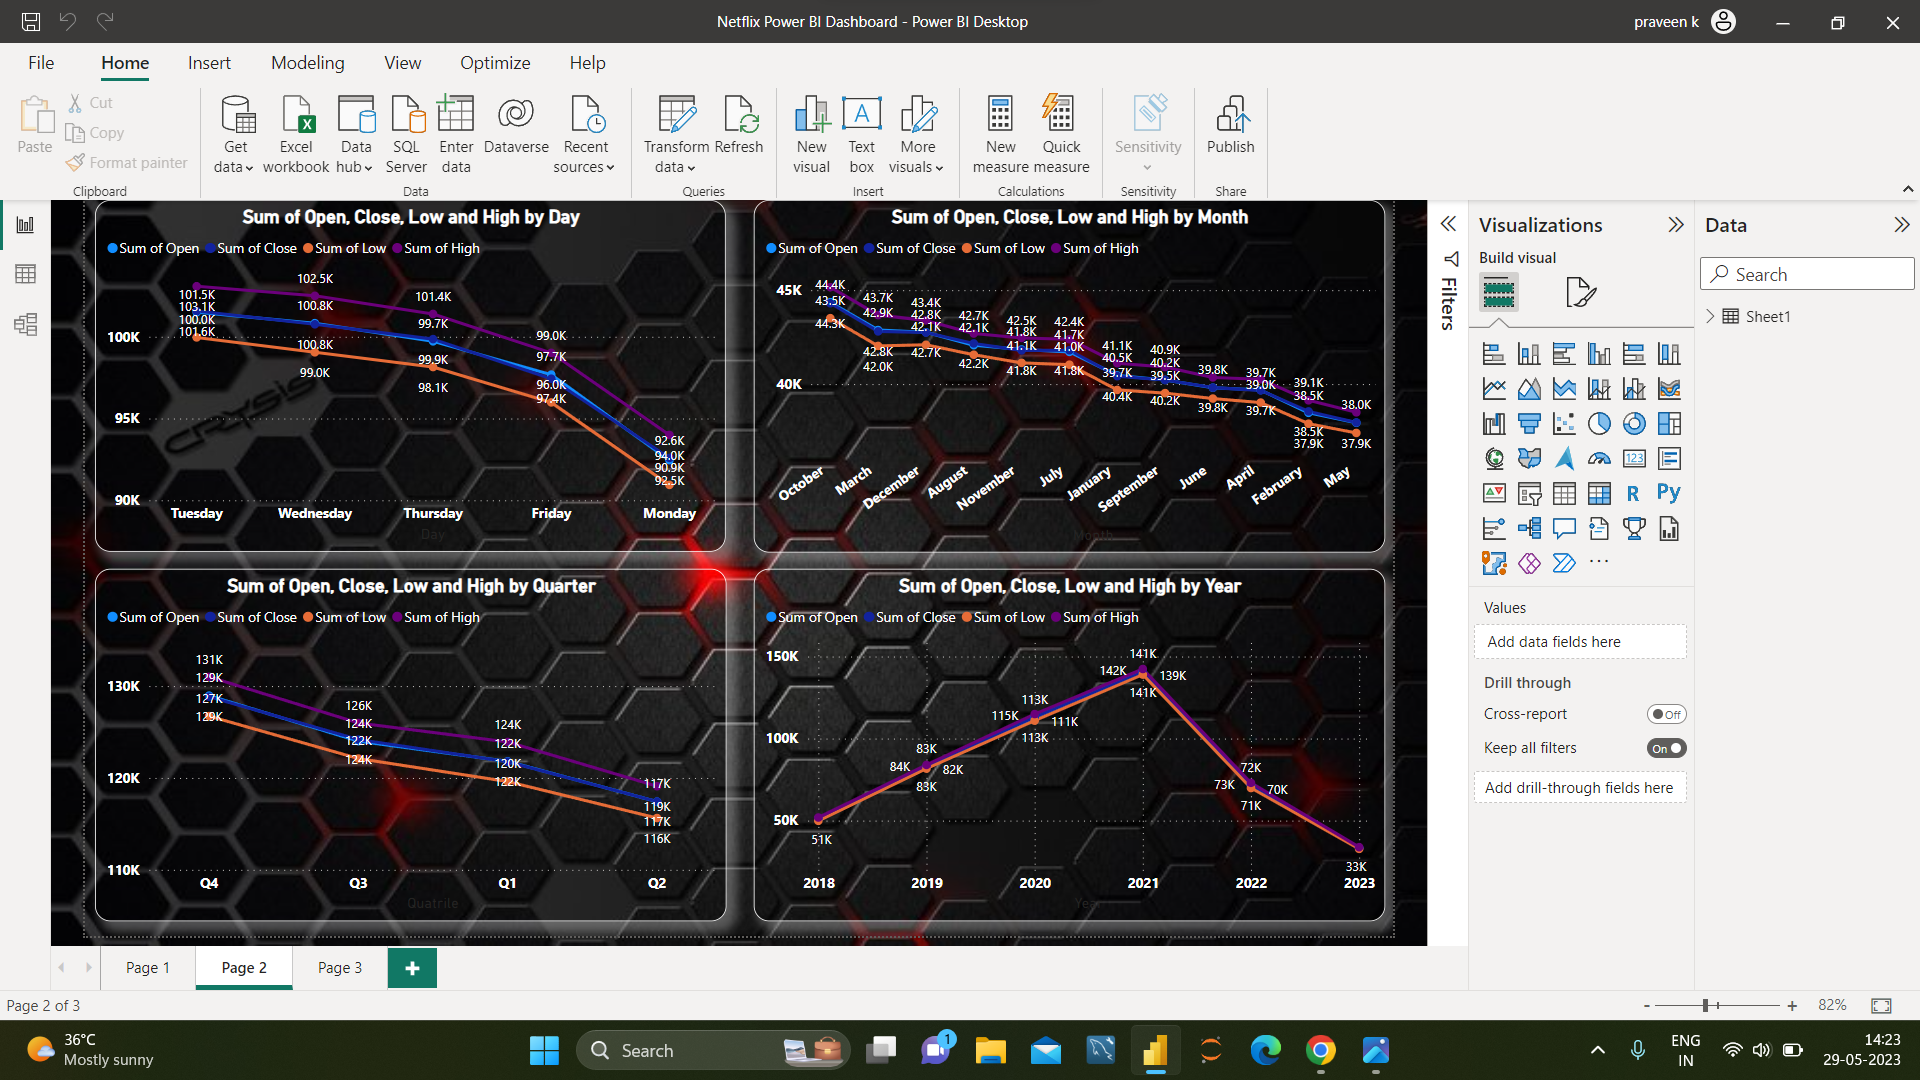 Netflix Power BI Dashboard - Power BI Desktop
praveen k
File Home Insert Modeling View Optimize Help
Paste
Cut
Copy
Format painter
Clipboard
Get data
Excel workbook
Data hub
SQL Server
Enter data
Dataverse
Recent sources
Data
Transform data
Refresh
Queries
New visual
Text box
More visuals
Insert
New measure
Quick measure
Calculations
Sensitivity
Sensitivity
Publish
Share
Sum of Open, Close, Low and High by Day
Sum of Open Sum of Close Sum of Low Sum of High
100K
95K
90K
101.5K
103.1K
100.0K
101.6K
102.5K
100.8K
100.8K
99.0K
101.4K
99.7K
99.9K
98.1K
99.0K
97.7K
96.0K
97.4K
92.6K
94.0K
90.9K
92.5K
Tuesday Wednesday Thursday Friday Monday
Day
Sum of Open, Close, Low and High by Month
Sum of Open Sum of Close Sum of Low Sum of High
45K
40K
44.4K
43.5K
44.3K
43.7K
42.9K
42.8K
42.0K
43.4K
42.8K
42.1K
42.7K
42.7K
42.1K
42.2K
42.5K
41.8K
41.1K
41.8K
42.4K
41.7K
41.0K
41.8K
41.1K
40.5K
39.7K
40.4K
40.9K
40.2K
39.5K
40.2K
39.8K
39.8K
39.7K
39.0K
39.7K
39.1K
38.5K
38.5K
37.9K
38.0K
37.9K
October March December August November July January September June April February May
Month
Sum of Open, Close, Low and High by Quarter
Sum of Open Sum of Close Sum of Low Sum of High
130K
120K
110K
131K
129K
127K
129K
126K
124K
122K
124K
124K
122K
120K
122K
117K
119K
117K
116K
Q4 Q3 Q1 Q2
Quatrile
Sum of Open, Close, Low and High by Year
Sum of Open Sum of Close Sum of Low Sum of High
150K
100K
50K
51K
83K
84K
82K
83K
113K
115K
111K
113K
141K
142K
139K
141K
72K
73K
70K
71K
33K
2018 2019 2020 2021 2022 2023
Year
Filters
Visualizations
Build visual
123
R
Py
Values
Add data fields here
Drill through
Cross-report
Off
Keep all filters
On
Add drill-through fields here
Data
Search
Sheet1
Page 1 Page 2 Page 3
Page 2 of 3
82%
36°C
Mostly sunny
Search
1
ENG
IN
14:23
29-05-2023